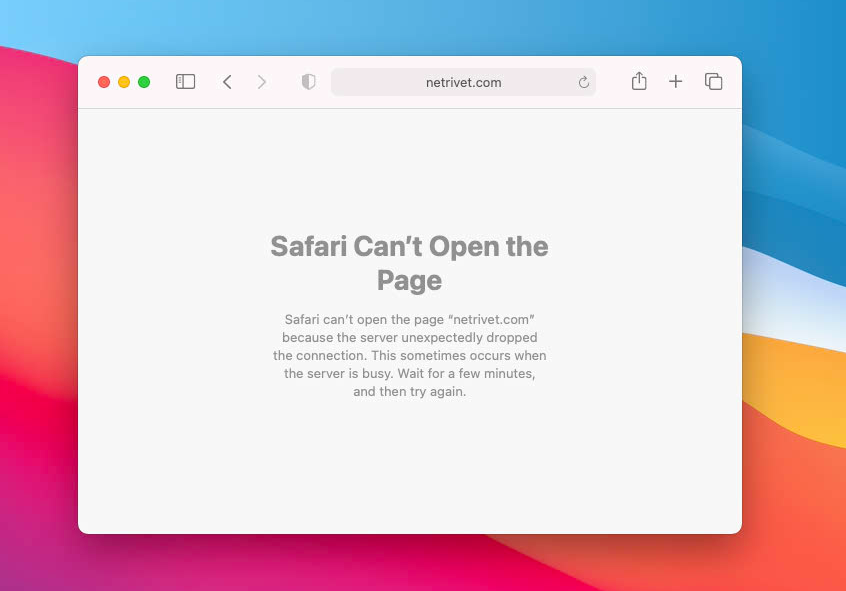 netrivet.com
Safari Can’t Open the
Page
Safari can’t open the page “netrivet.com”
because the server unexpectedly dropped
the connection. This sometimes occurs when
the server is busy. Wait for a few minutes,
and then try again.